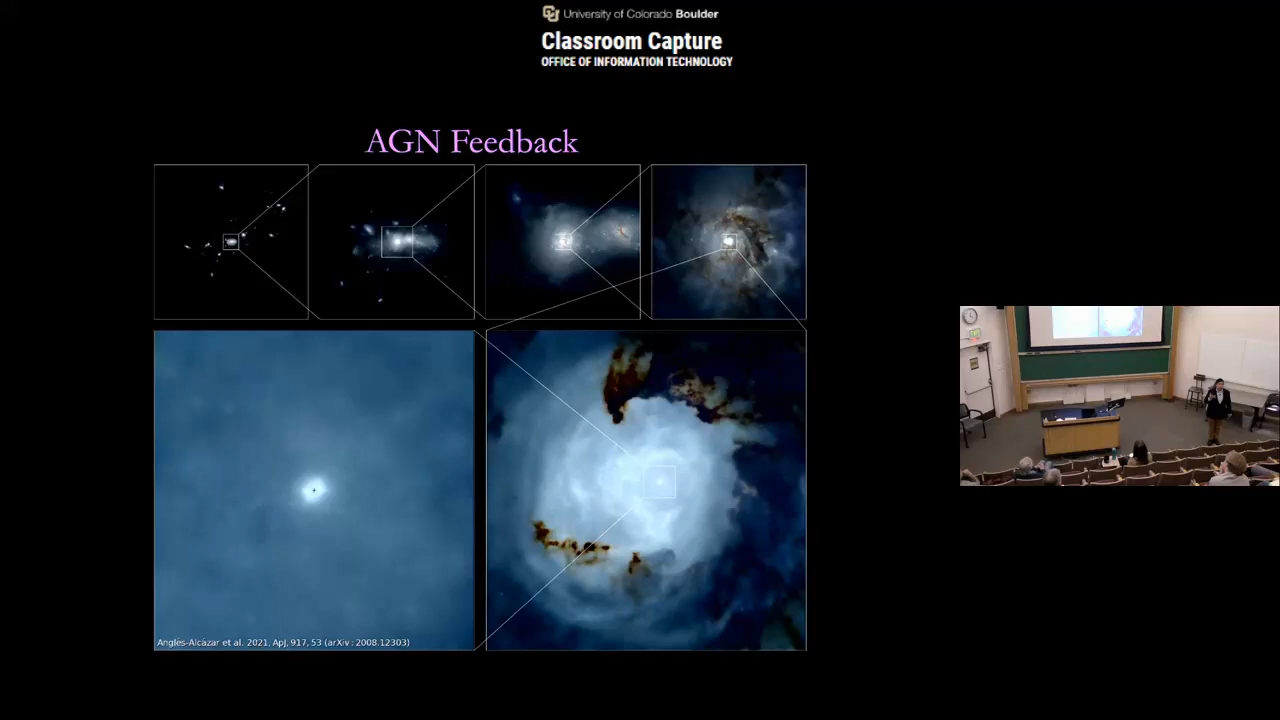 University of Colorado Boulder
Classroom Capture
OFFICE OF INFORMATION TECHNOLOGY
AGN Feedback
Anglés-Alcázar et al. 2021, ApJ, 917, 53 (arXiv: 2008.12303)